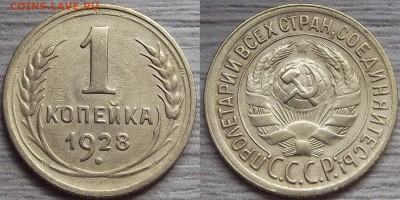 COINS.LAVE.RU
1
КОПЕЙКА
1928
ПРОЛЕТАРИИ ВСЕХ СТРАН, СОЕДИНЯЙТЕСЬ!
С.С.С.Р.